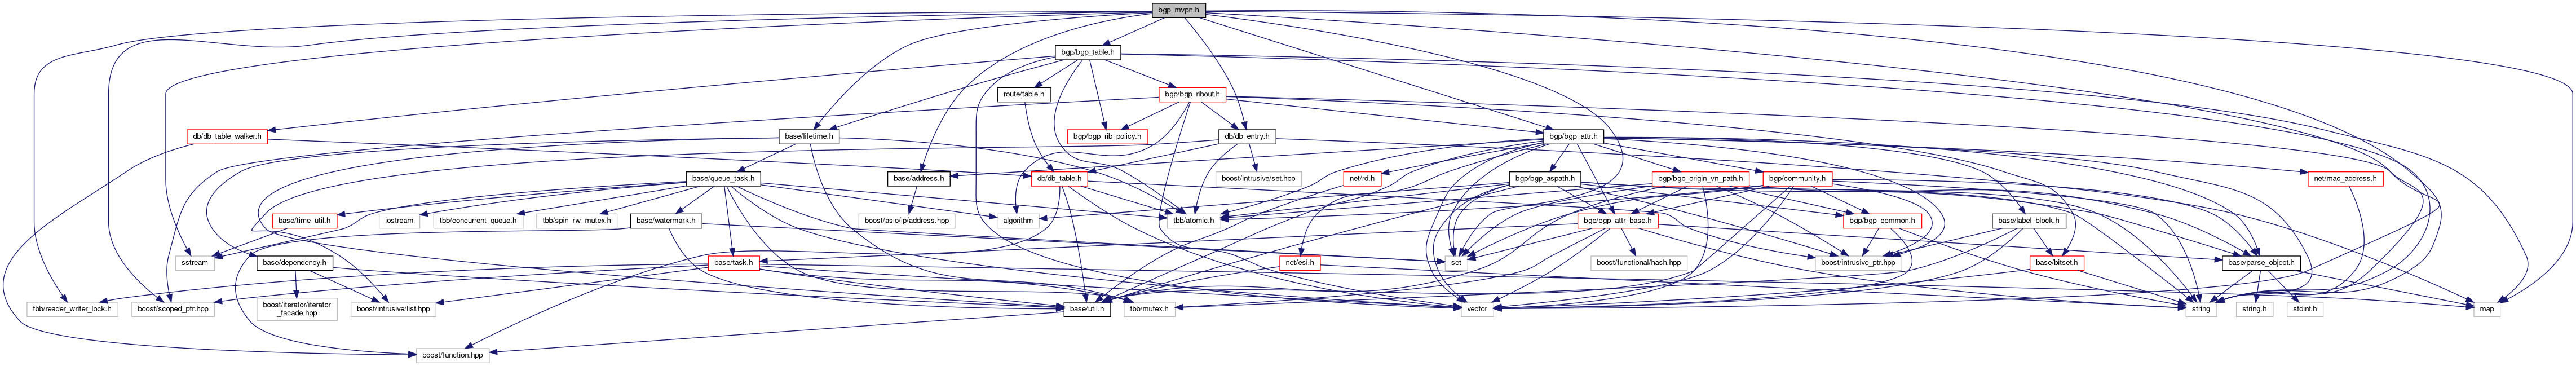 bgp_mvpn.h
bgp/bgp_table.h
route/table.h
bgp/bgp_ribout.h
db/db_table_walker.h
base/lifetime.h
bgp/bgp_rib_policy.h
db/db_entry.h
bgp/bgp_attr.h
base/queue_task.h
base/address.h
db/db_table.h
boost/intrusive/set.hpp
net/rd.h
bgp/bgp_aspath.h
bgp/bgp_origin_vn_path.h
bgp/community.h
net/mac_address.h
base/time_util.h
iostream
tbb/concurrent_queue.h
tbb/spin_rw_mutex.h
base/watermark.h
boost/asio/ip/address.hpp
algorithm
tbb/atomic.h
bgp/bgp_attr_base.h
bgp/bgp_common.h
base/label_block.h
sstream
base/dependency.h
base/task.h
net/esi.h
set
boost/functional/hash.hpp
boost/intrusive_ptr.hpp
base/bitset.h
base/parse_object.h
tbb/reader_writer_lock.h
boost/scoped_ptr.hpp
boost/iterator/iterator
_facade.hpp
boost/intrusive/list.hpp
base/util.h
tbb/mutex.h
vector
string
string.h
stdint.h
map
boost/function.hpp